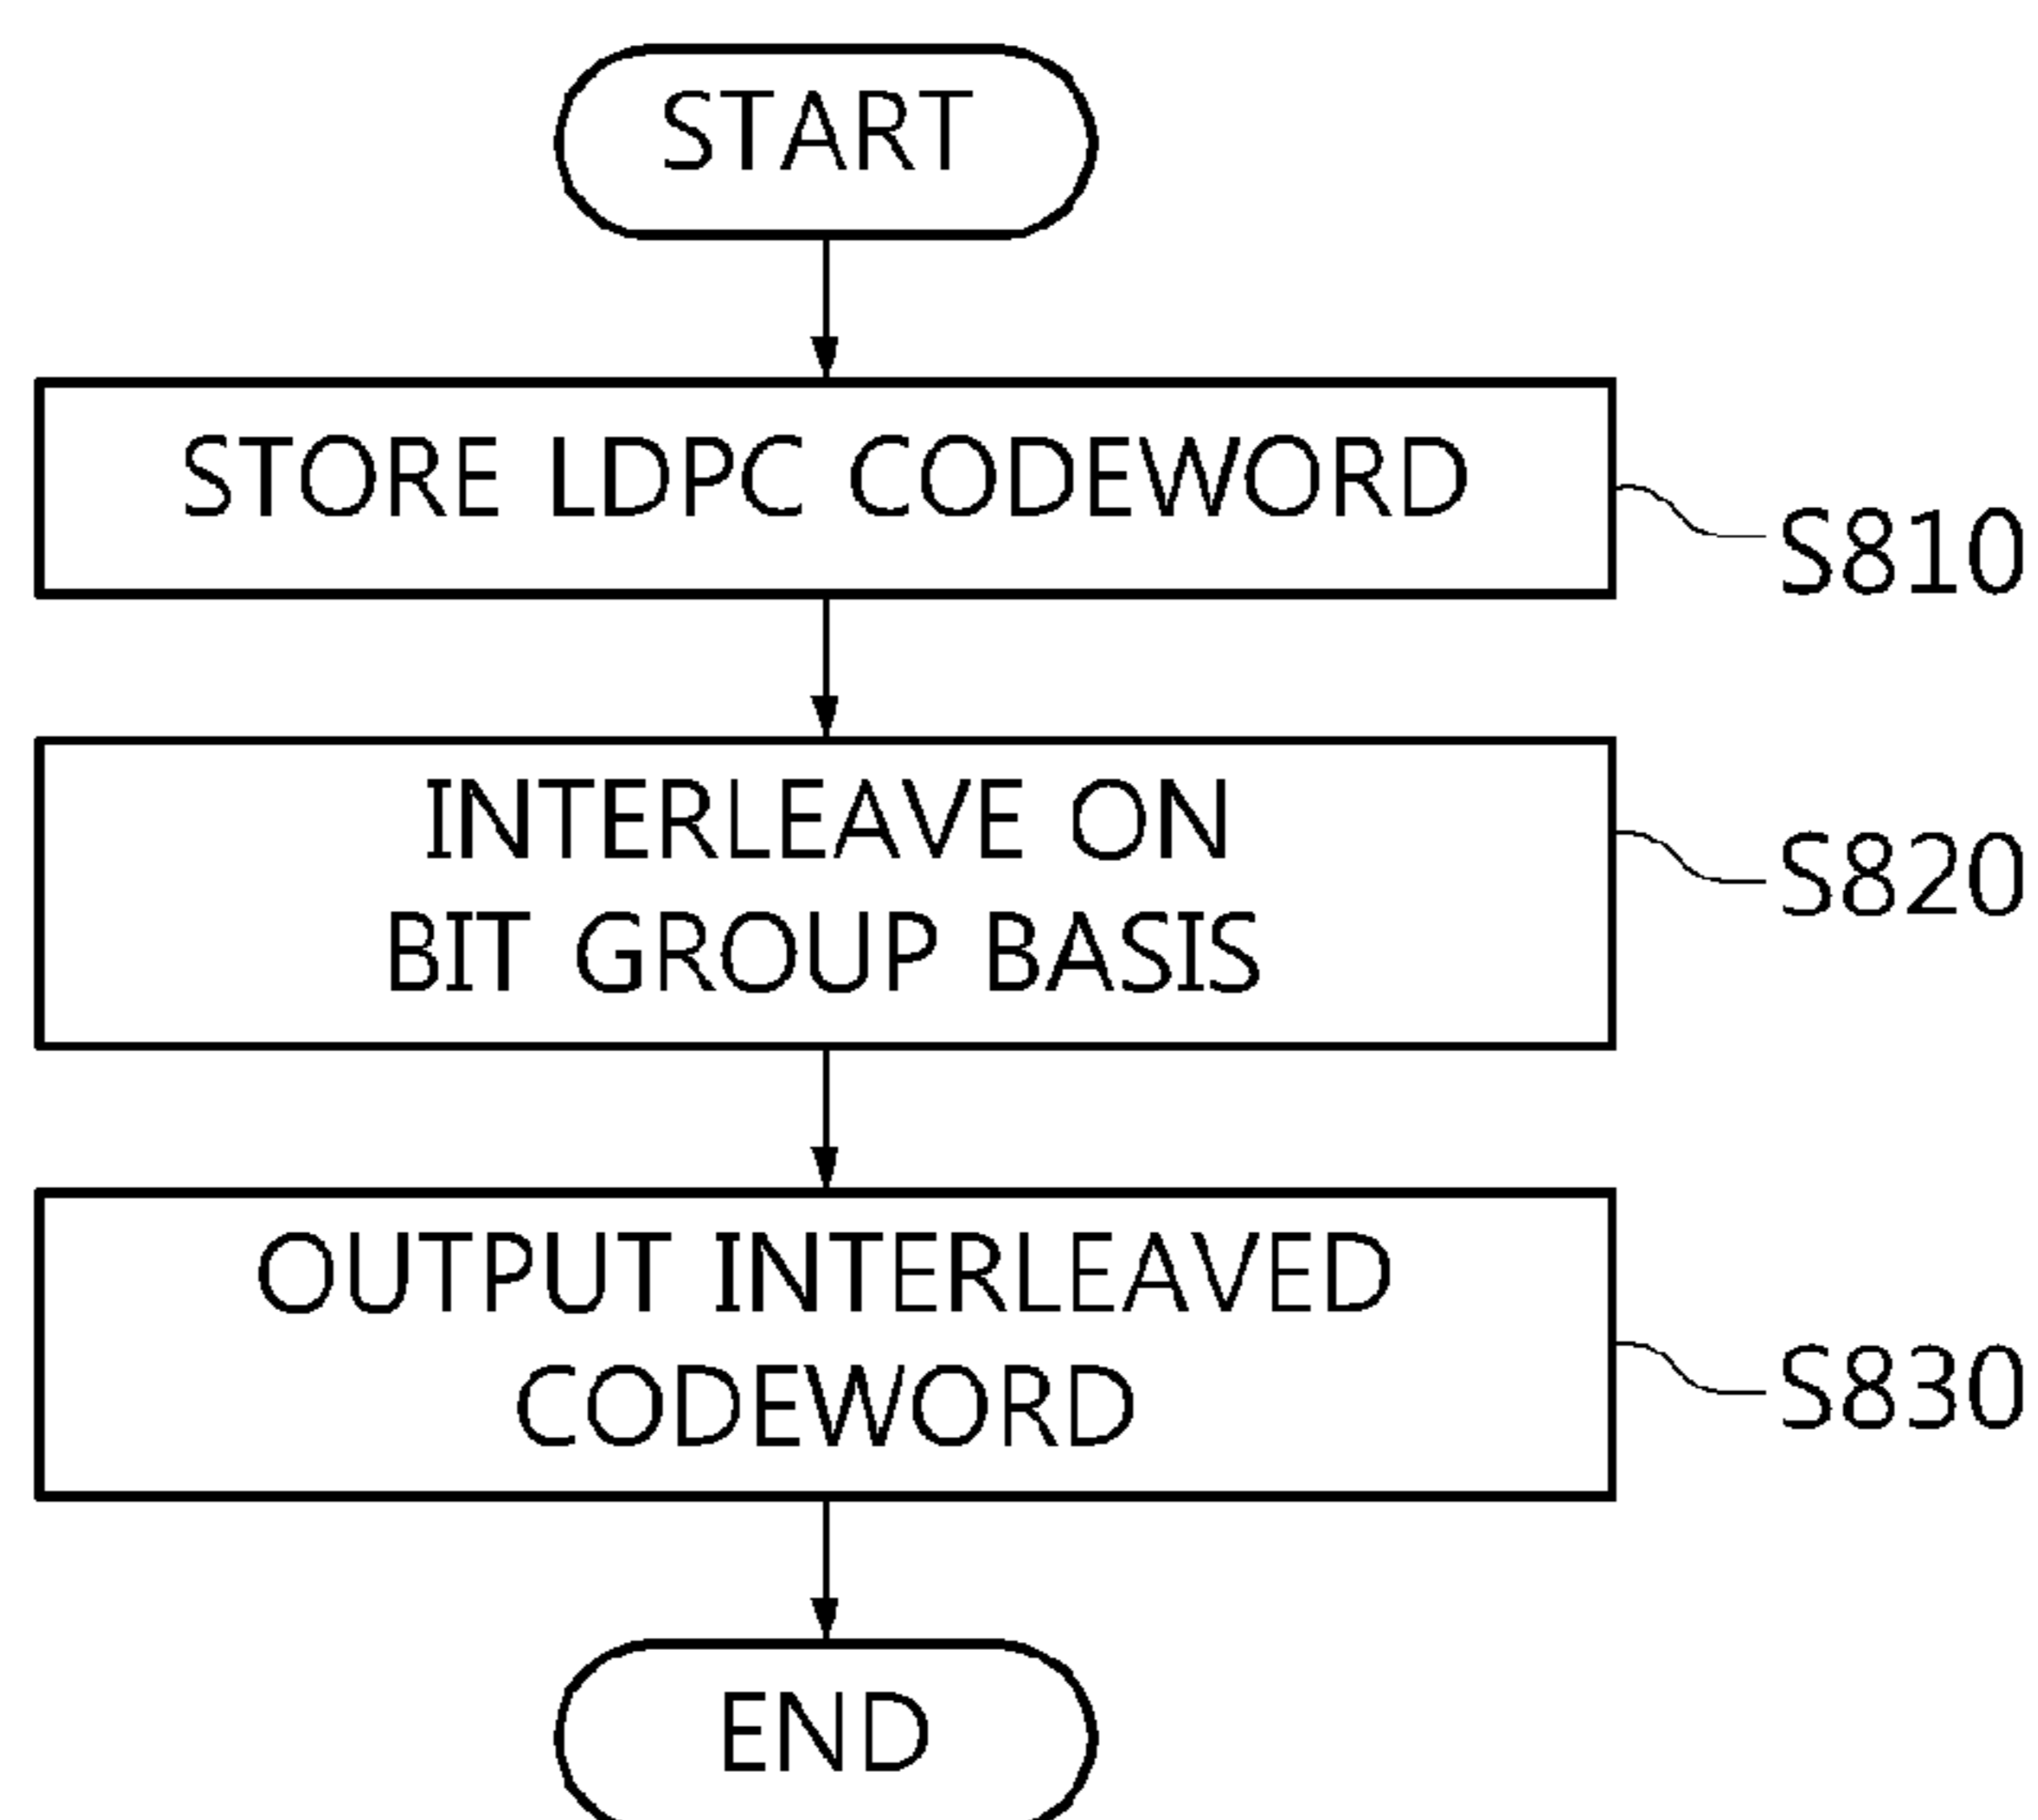 START
STORE LDPC CODEWORD
S810
INTERLEAVE ON
BIT GROUP BASIS
S820
OUTPUT INTERLEAVED
CODEWORD
S830
END